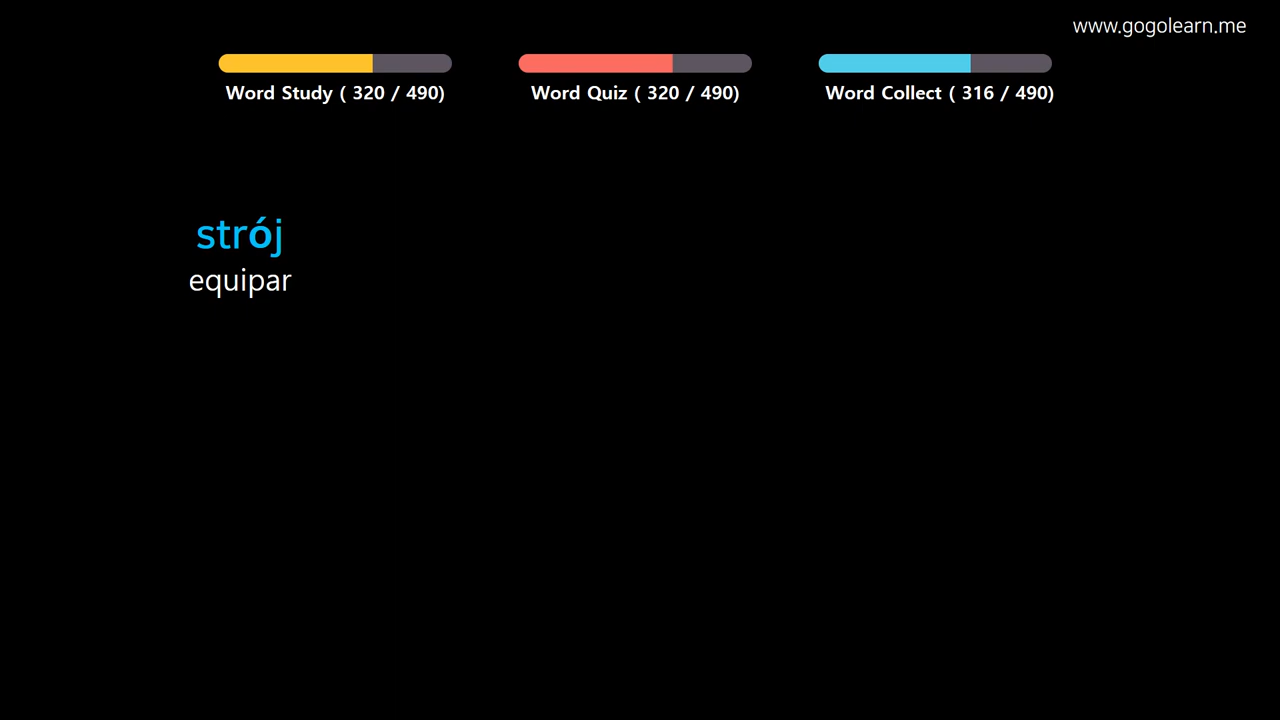 www.gogolearn.me
Word Study ( 320 / 490)
Word Quiz ( 320 / 490)
Word Collect ( 316 / 490)
strój
equipar